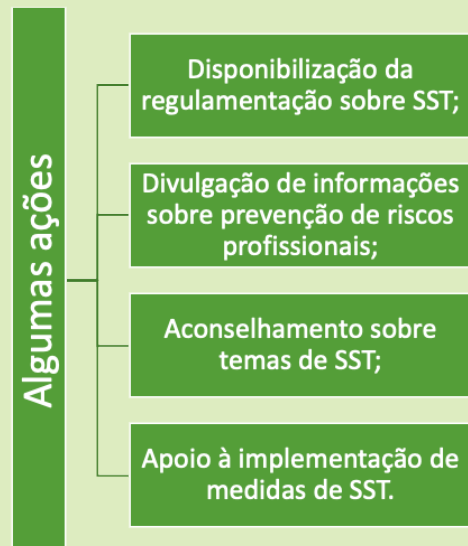 Algumas ações
Disponibilização da
regulamentação sobre SST;
Divulgação de informações
sobre prevenção de riscos
profissionais;
Aconselhamento sobre
temas de SST;
Apoio à implementação de
medidas de SST.